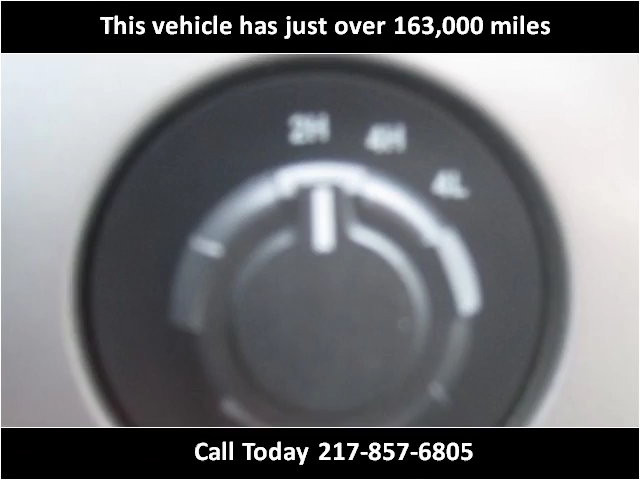 This vehicle has just over 163,000 miles
2H 4H 4L
Call Today 217-857-6805